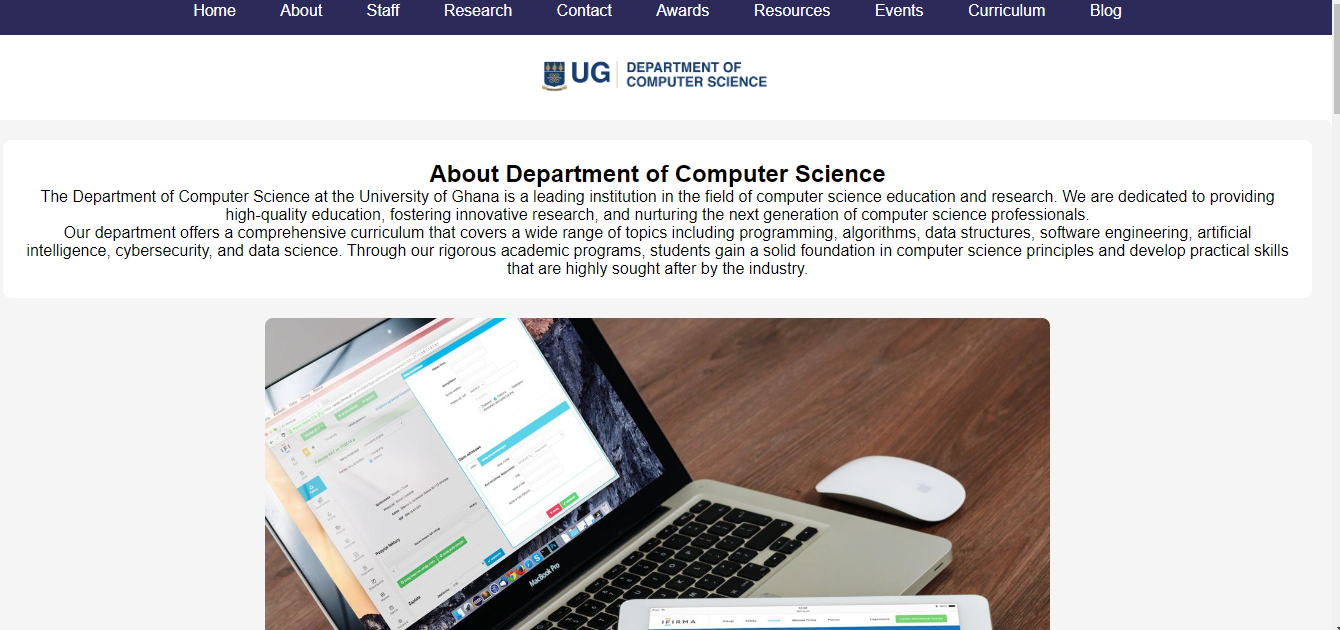 Home About Staff Research Contact Awards Resources Events Curriculum Blog
UG DEPARTMENT OF
COMPUTER SCIENCE
About Department of Computer Science
The Department of Computer Science at the University of Ghana is a leading institution in the field of computer science education and research. We are dedicated to providing
high-quality education, fostering innovative research, and nurturing the next generation of computer science professionals.
Our department offers a comprehensive curriculum that covers a wide range of topics including programming, algorithms, data structures, software engineering, artificial
intelligence, cybersecurity, and data science. Through our rigorous academic programs, students gain a solid foundation in computer science principles and develop practical skills
that are highly sought after by the industry.
MacBook Pro
IFIRMA